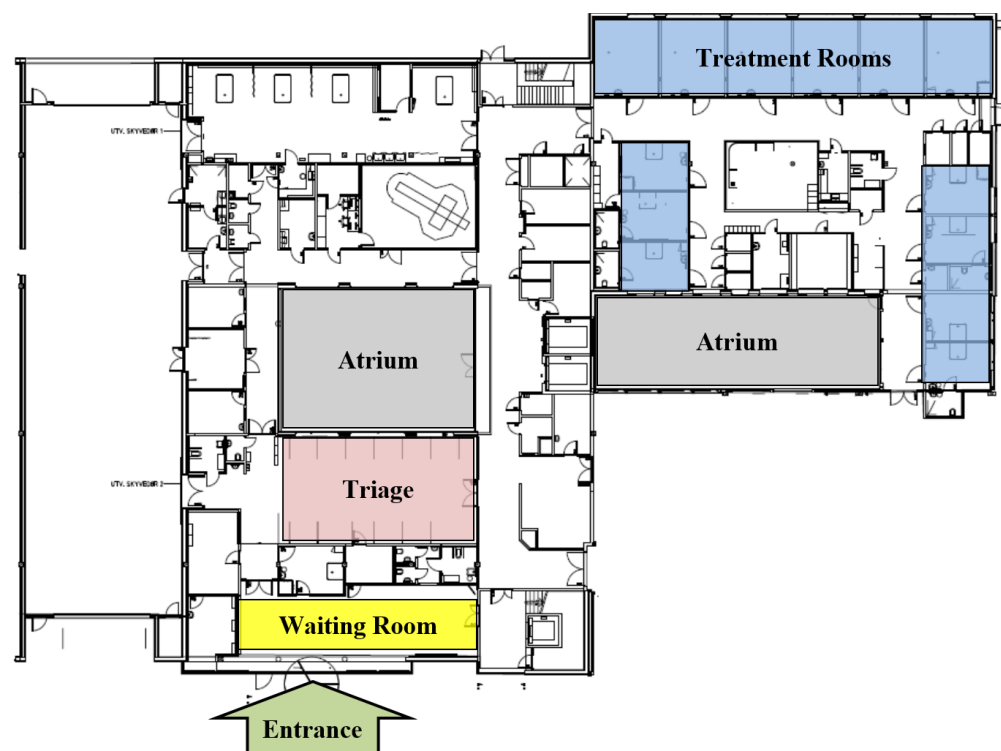 Treatment Rooms
UTV. SKYVEDØR 1
Atrium
Atrium
Triage
UTV. SKYVEDØR 2
Waiting Room
Entrance